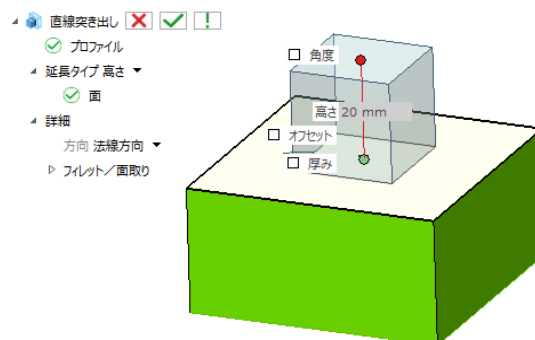 直線突き出し
プロファイル
延長タイプ 高さ
面
詳細
方向 法線方向
フィレット／面取り
角度
高さ 20 mm
オフセット
厚み